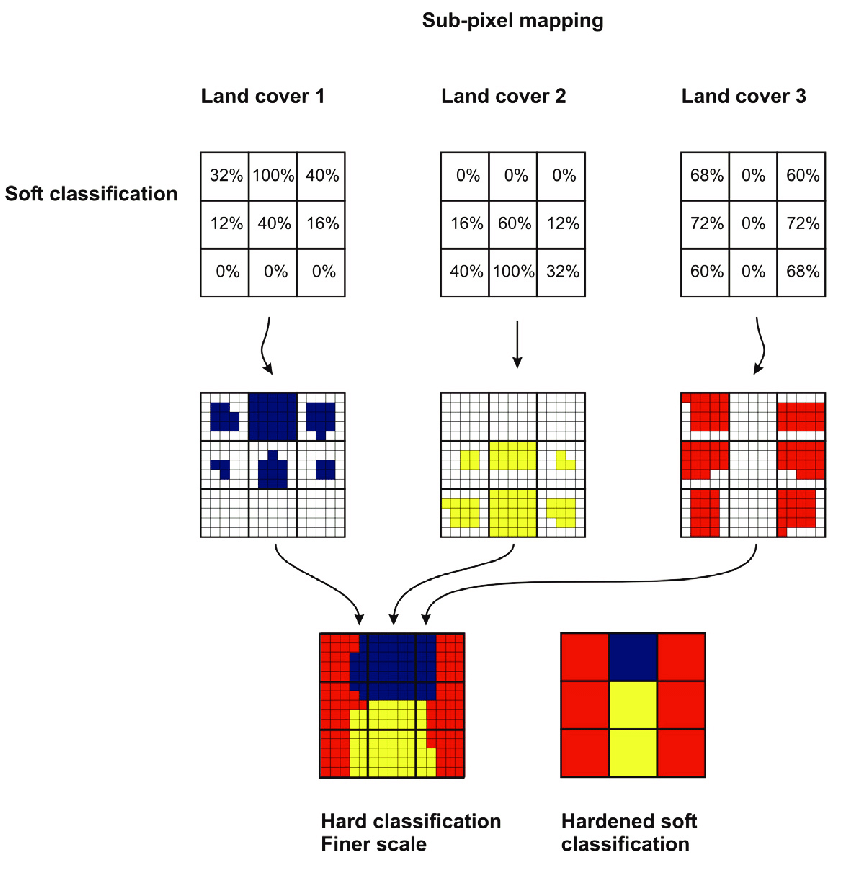 Sub-pixel mapping
Land cover 1
Land cover 2
Land cover 3
Soft classification
32% 100% 40%
12% 40% 16%
0% 0% 0%
0% 0% 0%
16% 60% 12%
40% 100% 32%
68% 0% 60%
72% 0% 72%
60% 0% 68%
Hard classification
Finer scale
Hardened soft
classification